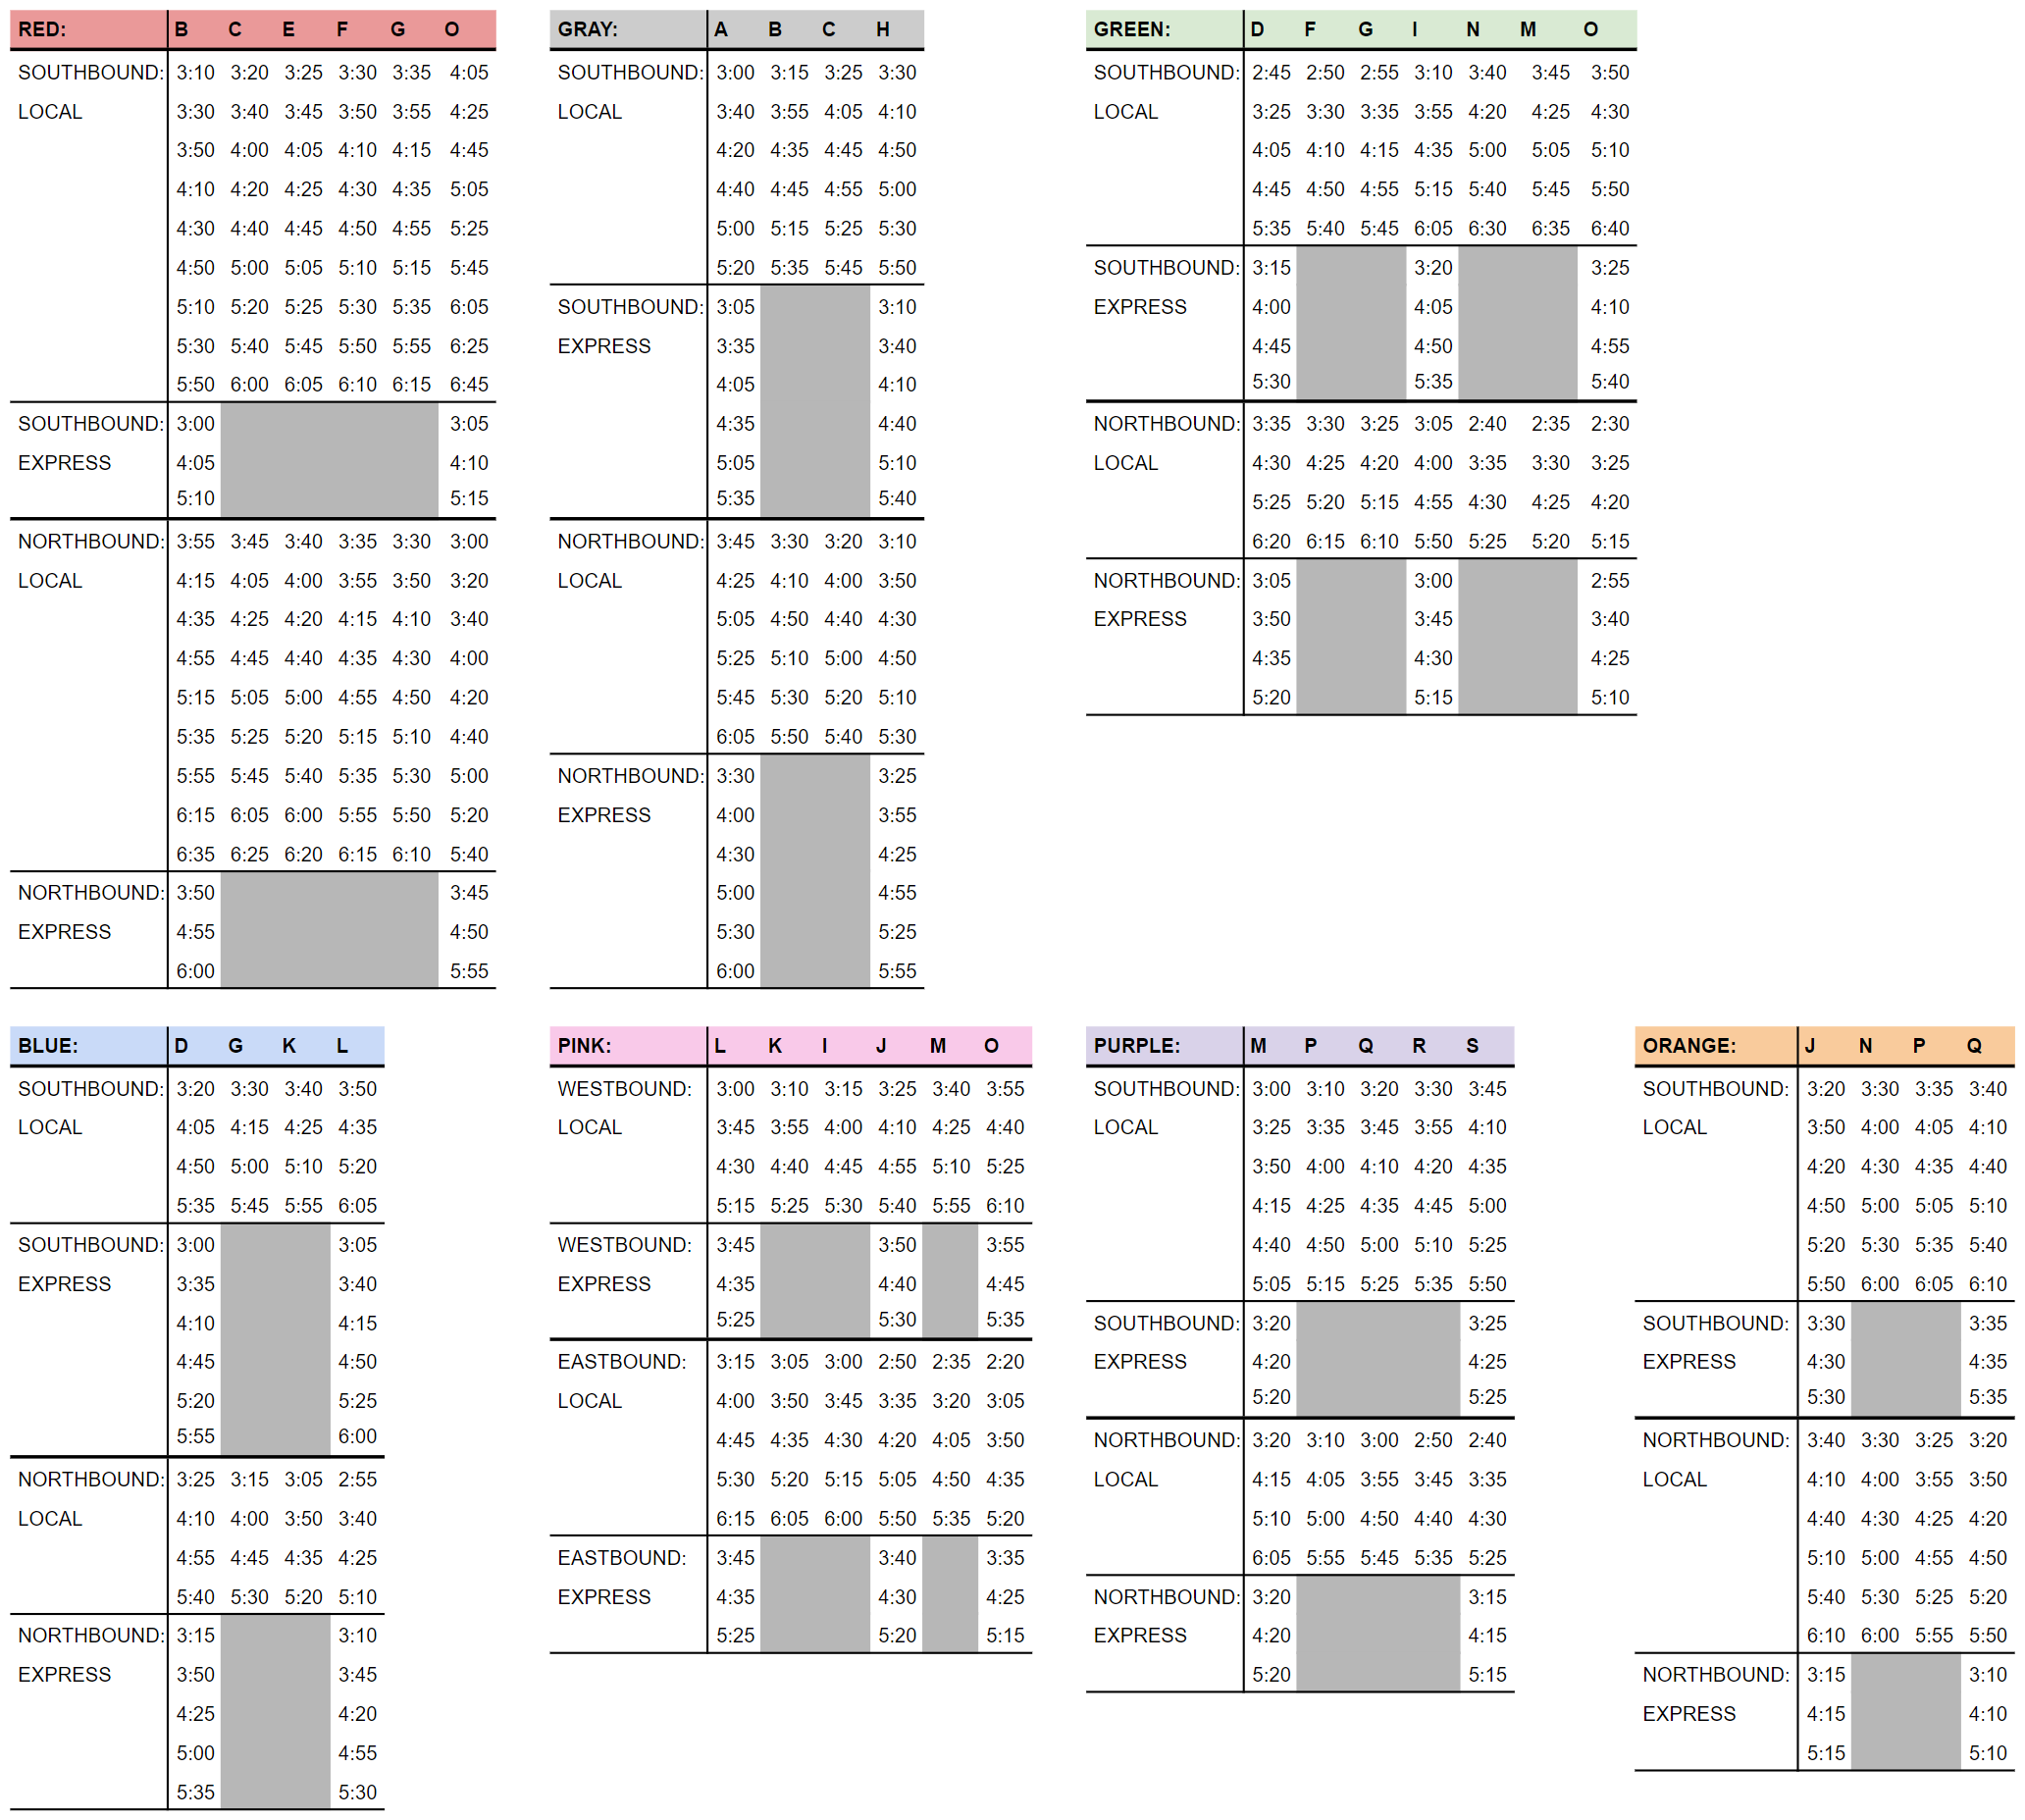 RED: B C E F G O
SOUTHBOUND: 3:10 3:20 3:25 3:30 3:35 4:05
LOCAL 3:30 3:40 3:45 3:50 3:55 4:25
3:50 4:00 4:05 4:10 4:15 4:45
4:10 4:20 4:25 4:30 4:35 5:05
4:30 4:40 4:45 4:50 4:55 5:25
4:50 5:00 5:05 5:10 5:15 5:45
5:10 5:20 5:25 5:30 5:35 6:05
5:30 5:40 5:45 5:50 5:55 6:25
5:50 6:00 6:05 6:10 6:15 6:45
SOUTHBOUND: 3:00 3:05
EXPRESS 4:05 4:10
5:10 5:15
NORTHBOUND: 3:55 3:45 3:40 3:35 3:30 3:00
LOCAL 4:15 4:05 4:00 3:55 3:50 3:20
4:35 4:25 4:20 4:15 4:10 3:40
4:55 4:45 4:40 4:35 4:30 4:00
5:15 5:05 5:00 4:55 4:50 4:20
5:35 5:25 5:20 5:15 5:10 4:40
5:55 5:45 5:40 5:35 5:30 5:00
6:15 6:05 6:00 5:55 5:50 5:20
6:35 6:25 6:20 6:15 6:10 5:40
NORTHBOUND: 3:50 3:45
EXPRESS 4:55 4:50
6:00 5:55
GRAY: A B C H
SOUTHBOUND: 3:00 3:15 3:25 3:30
LOCAL 3:40 3:55 4:05 4:10
4:20 4:35 4:45 4:50
4:40 4:45 4:55 5:00
5:00 5:15 5:25 5:30
5:20 5:35 5:45 5:50
SOUTHBOUND: 3:05 3:10
EXPRESS 3:35 3:40
4:05 4:10
4:35 4:40
5:05 5:10
5:35 5:40
NORTHBOUND: 3:45 3:30 3:20 3:10
LOCAL 4:25 4:10 4:00 3:50
5:05 4:50 4:40 4:30
5:25 5:10 5:00 4:50
5:45 5:30 5:20 5:10
6:05 5:50 5:40 5:30
NORTHBOUND: 3:30 3:25
EXPRESS 4:00 3:55
4:30 4:25
5:00 4:55
5:30 5:25
6:00 5:55
GREEN: D F G I N M O
SOUTHBOUND: 2:45 2:50 2:55 3:10 3:40 3:45 3:50
LOCAL 3:25 3:30 3:35 3:55 4:20 4:25 4:30
4:05 4:10 4:15 4:35 5:00 5:05 5:10
4:45 4:50 4:55 5:15 5:40 5:45 5:50
5:35 5:40 5:45 6:05 6:30 6:35 6:40
SOUTHBOUND: 3:15 3:20 3:25
EXPRESS 4:00 4:05 4:10
4:45 4:50 4:55
5:30 5:35 5:40
NORTHBOUND: 3:35 3:30 3:25 3:05 2:40 2:35 2:30
LOCAL 4:30 4:25 4:20 4:00 3:35 3:30 3:25
5:25 5:20 5:15 4:55 4:30 4:25 4:20
6:20 6:15 6:10 5:50 5:25 5:20 5:15
NORTHBOUND: 3:05 3:00 2:55
EXPRESS 3:50 3:45 3:40
4:35 4:30 4:25
5:20 5:15 5:10
BLUE: D G K L
SOUTHBOUND: 3:20 3:30 3:40 3:50
LOCAL 4:05 4:15 4:25 4:35
4:50 5:00 5:10 5:20
5:35 5:45 5:55 6:05
SOUTHBOUND: 3:00 3:05
EXPRESS 3:35 3:40
4:10 4:15
4:45 4:50
5:20 5:25
5:55 6:00
NORTHBOUND: 3:25 3:15 3:05 2:55
LOCAL 4:10 4:00 3:50 3:40
4:55 4:45 4:35 4:25
5:40 5:30 5:20 5:10
NORTHBOUND: 3:15 3:10
EXPRESS 3:50 3:45
4:25 4:20
5:00 4:55
5:35 5:30
PINK: L K I J M O
WESTBOUND: 3:00 3:10 3:15 3:25 3:40 3:55
LOCAL 3:45 3:55 4:00 4:10 4:25 4:40
4:30 4:40 4:45 4:55 5:10 5:25
5:15 5:25 5:30 5:40 5:55 6:10
WESTBOUND: 3:45 3:50 3:55
EXPRESS 4:35 4:40 4:45
5:25 5:30 5:35
EASTBOUND: 3:15 3:05 3:00 2:50 2:35 2:20
LOCAL 4:00 3:50 3:45 3:35 3:20 3:05
4:45 4:35 4:30 4:20 4:05 3:50
5:30 5:20 5:15 5:05 4:50 4:35
6:15 6:05 6:00 5:50 5:35 5:20
EASTBOUND: 3:45 3:40 3:35
EXPRESS 4:35 4:30 4:25
5:25 5:20 5:15
PURPLE: M P Q R S
SOUTHBOUND: 3:00 3:10 3:20 3:30 3:45
LOCAL 3:25 3:35 3:45 3:55 4:10
3:50 4:00 4:10 4:20 4:35
4:15 4:25 4:35 4:45 5:00
4:40 4:50 5:00 5:10 5:25
5:05 5:15 5:25 5:35 5:50
SOUTHBOUND: 3:20 3:25
EXPRESS 4:20 4:25
5:20 5:25
NORTHBOUND: 3:20 3:10 3:00 2:50 2:40
LOCAL 4:15 4:05 3:55 3:45 3:35
5:10 5:00 4:50 4:40 4:30
6:05 5:55 5:45 5:35 5:25
NORTHBOUND: 3:20 3:15
EXPRESS 4:20 4:15
5:20 5:15
ORANGE: J N P Q
SOUTHBOUND: 3:20 3:30 3:35 3:40
LOCAL 3:50 4:00 4:05 4:10
4:20 4:30 4:35 4:40
4:50 5:00 5:05 5:10
5:20 5:30 5:35 5:40
5:50 6:00 6:05 6:10
SOUTHBOUND: 3:30 3:35
EXPRESS 4:30 4:35
5:30 5:35
NORTHBOUND: 3:40 3:30 3:25 3:20
LOCAL 4:10 4:00 3:55 3:50
4:40 4:30 4:25 4:20
5:10 5:00 4:55 4:50
5:40 5:30 5:25 5:20
6:10 6:00 5:55 5:50
NORTHBOUND: 3:15 3:10
EXPRESS 4:15 4:10
5:15 5:10